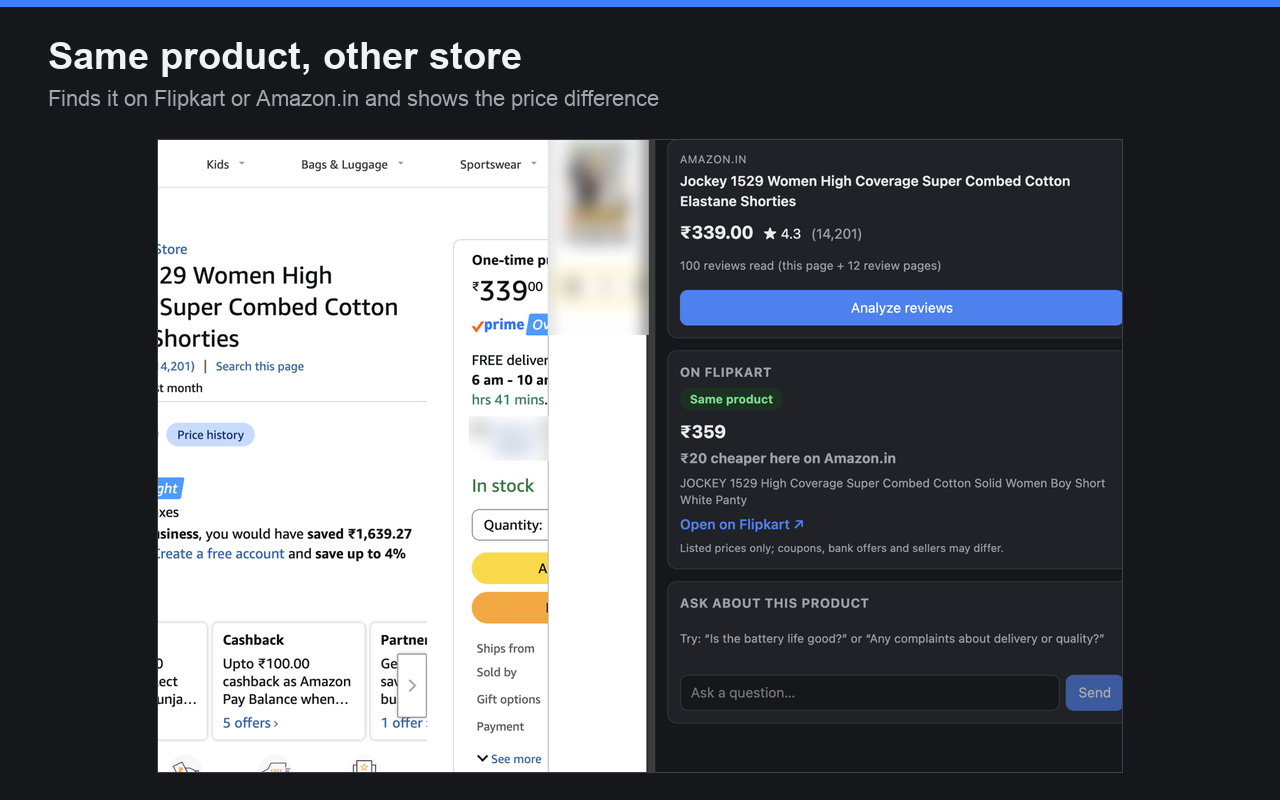 Same product, other store
Finds it on Flipkart or Amazon.in and shows the price difference
Kids
Bags & Luggage
Sportswear
Store
29 Women High
Super Combed Cotton
Shorties
4,201) | Search this page
st month
Price history
ght
xes
usiness, you would have saved ₹1,639.27
Create a free account and save up to 4%
Cashback
Upto ₹100.00
cashback as Amazon
Pay Balance when…
5 offers ›
0
ect
unja…
Partner
Ge
sav
bu
1 offer
One-time p
₹33900
prime Ov
FREE deliver
6 am - 10 a
hrs 41 mins.
In stock
Quantity:
A
Ships from
Sold by
Gift options
Payment
See more
AMAZON.IN
Jockey 1529 Women High Coverage Super Combed Cotton
Elastane Shorties
₹339.00 ★ 4.3 (14,201)
100 reviews read (this page + 12 review pages)
Analyze reviews
ON FLIPKART
Same product
₹359
₹20 cheaper here on Amazon.in
JOCKEY 1529 High Coverage Super Combed Cotton Solid Women Boy Short
White Panty
Open on Flipkart ↗
Listed prices only; coupons, bank offers and sellers may differ.
ASK ABOUT THIS PRODUCT
Try: “Is the battery life good?” or “Any complaints about delivery or quality?”
Ask a question...
Send